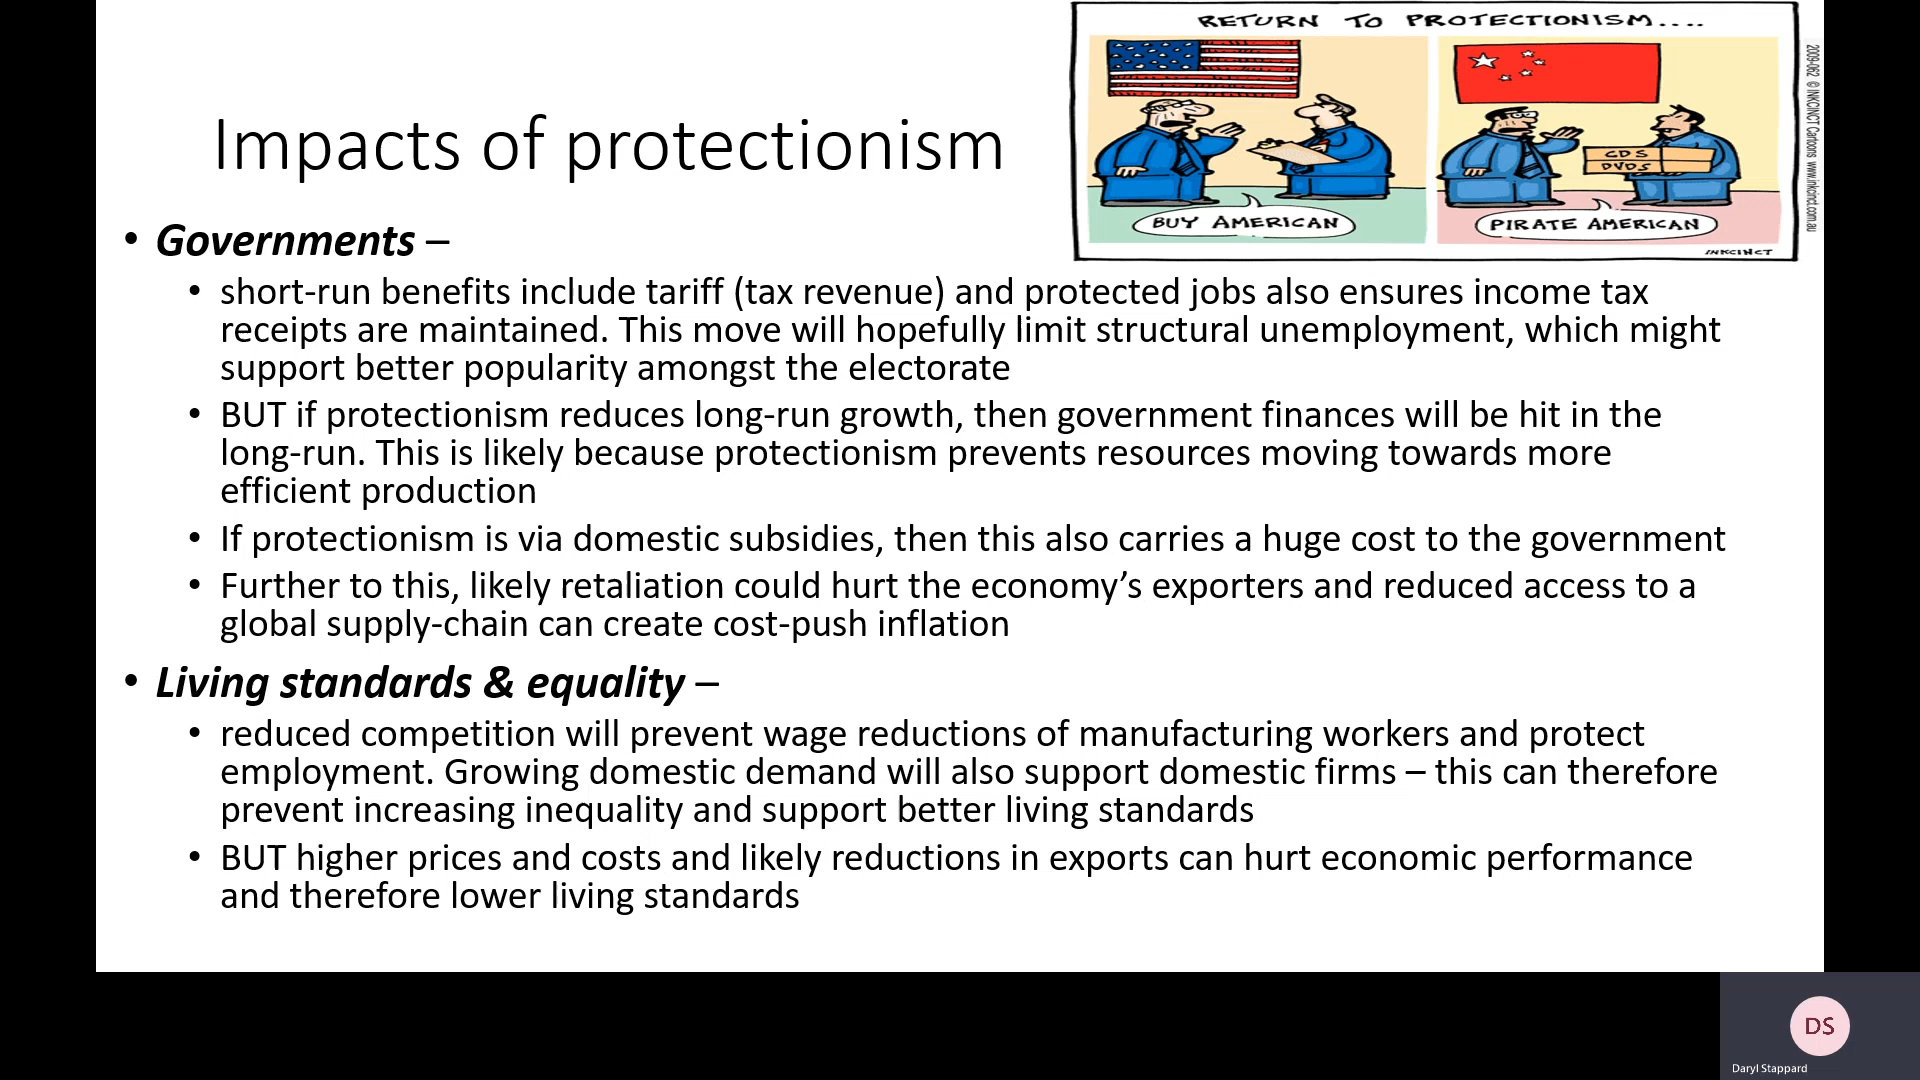 RETURN TO PROTECTIONISM....
BUY AMERICAN
CDS
DVDS
PIRATE AMERICAN
INKCINCT
2009-062 © INKCINCT Cartoons www.inkcinct.com.au
Impacts of protectionism
• Governments –
• short-run benefits include tariff (tax revenue) and protected jobs also ensures income tax
receipts are maintained. This move will hopefully limit structural unemployment, which might
support better popularity amongst the electorate
• BUT if protectionism reduces long-run growth, then government finances will be hit in the
long-run. This is likely because protectionism prevents resources moving towards more
efficient production
• If protectionism is via domestic subsidies, then this also carries a huge cost to the government
• Further to this, likely retaliation could hurt the economy’s exporters and reduced access to a
global supply-chain can create cost-push inflation
• Living standards & equality –
• reduced competition will prevent wage reductions of manufacturing workers and protect
employment. Growing domestic demand will also support domestic firms – this can therefore
prevent increasing inequality and support better living standards
• BUT higher prices and costs and likely reductions in exports can hurt economic performance
and therefore lower living standards
DS
Daryl Stappard